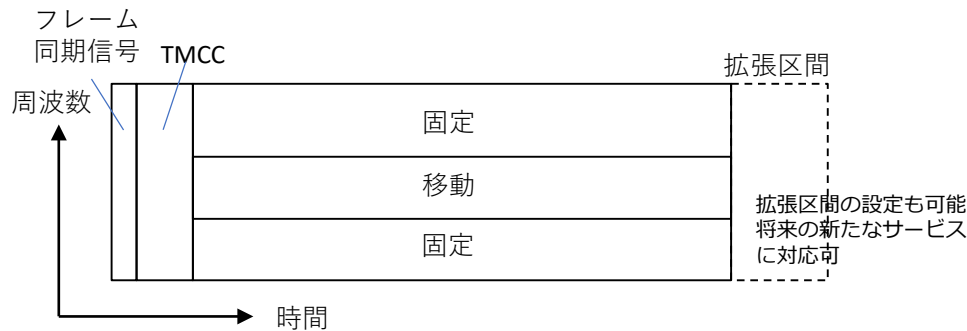 フレーム
同期信号
TMCC
拡張区間
周波数
固定
移動
固定
拡張区間の設定も可能
将来の新たなサービス
に対応可
時間